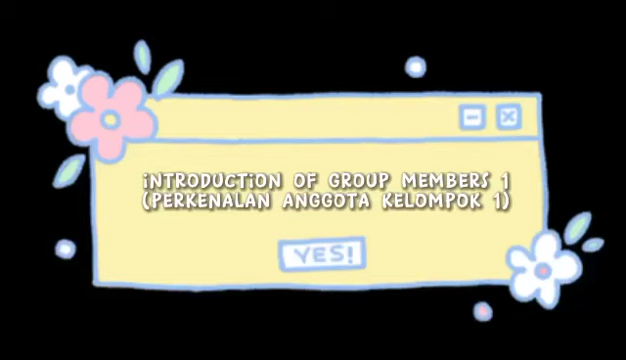 iNTRODUCTiON OF GROUP MEMBERS 1
(PERKENALAN ANGGOTA KELOMPOK 1)
YES!